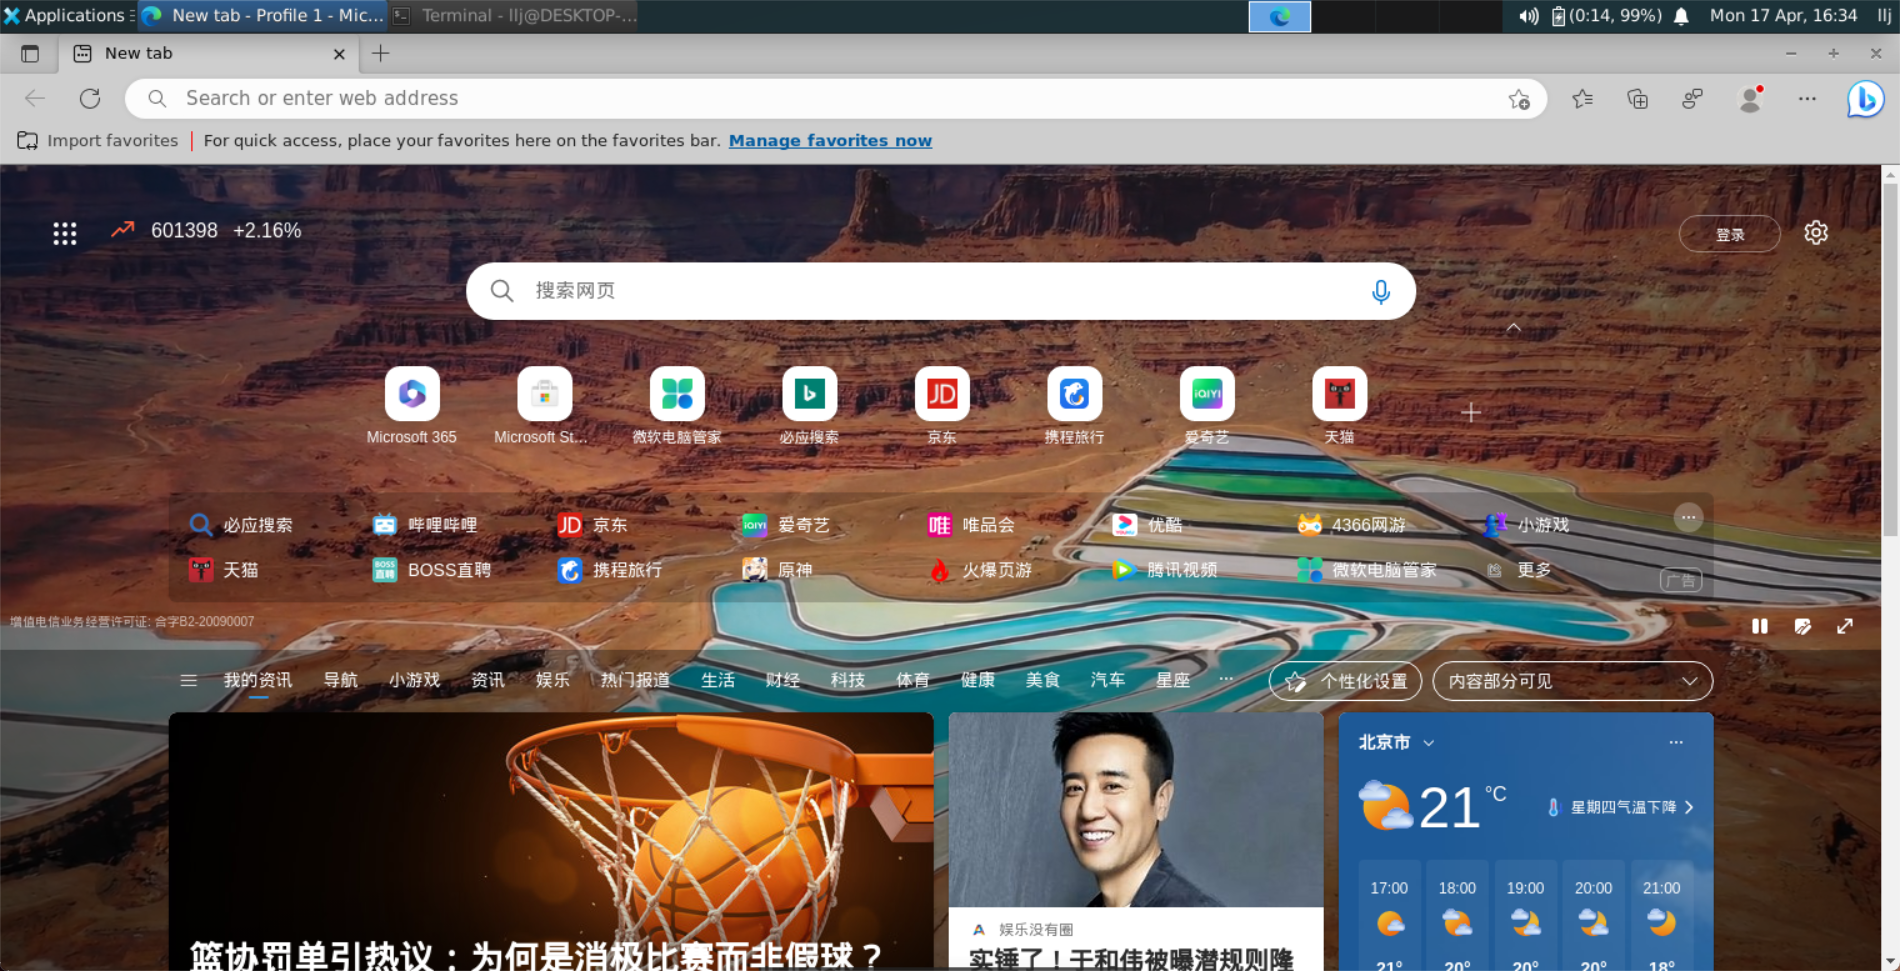 Applications
New tab - Profile 1 - Mic...
Terminal - llj@DESKTOP-...
(0:14, 99%)
Mon 17 Apr, 16:34
llj
New tab
Search or enter web address
Import favorites
For quick access, place your favorites here on the favorites bar. Manage favorites now
601398 +2.16%
登录
搜索网页
JD
iQIYI
Microsoft 365
Microsoft St...
微软电脑管家
必应搜索
京东
携程旅行
爱奇艺
天猫
必应搜索
哔哩哔哩
JD 京东
iQIYI 爱奇艺
唯 唯品会
优酷
4366网游
小游戏
天猫
BOSS直聘 BOSS直聘
携程旅行
原神
火爆页游
腾讯视频
微软电脑管家
更多
广告
增值电信业务经营许可证: 合字B2-20090007
我的资讯
导航
小游戏
资讯
娱乐
热门报道
生活
财经
科技
体育
健康
美食
汽车
星座
...
个性化设置
内容部分可见
篮协罚单引热议：为何是消极比赛而非假球？
娱乐没有圈
实锤了！于和伟被曝潜规则隆
北京市
21 °C
星期四气温下降
17:00
18:00
19:00
20:00
21:00
21°
20°
20°
20°
18°